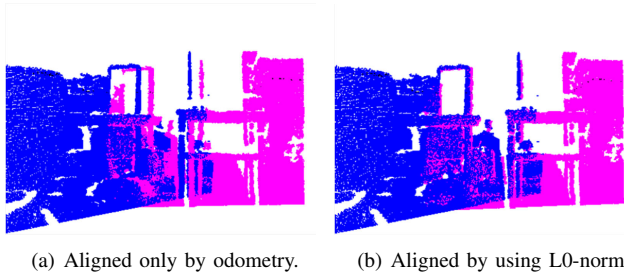 (a) Aligned only by odometry.
(b) Aligned by using L0-norm